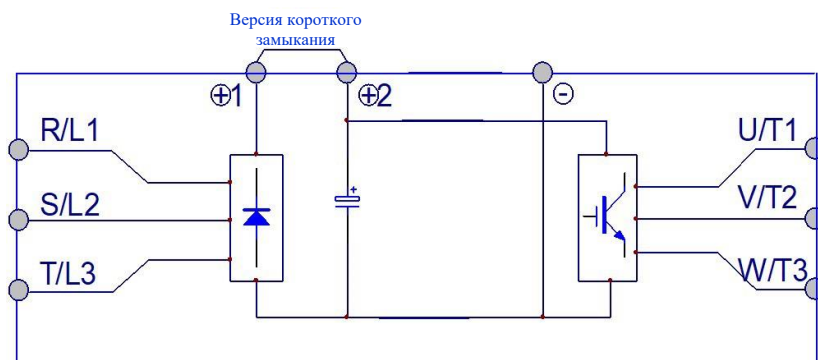 Версия короткого
замыкания
⊕1 ⊕2 ⊖
R/L1 U/T1
S/L2 V/T2
T/L3 W/T3
+